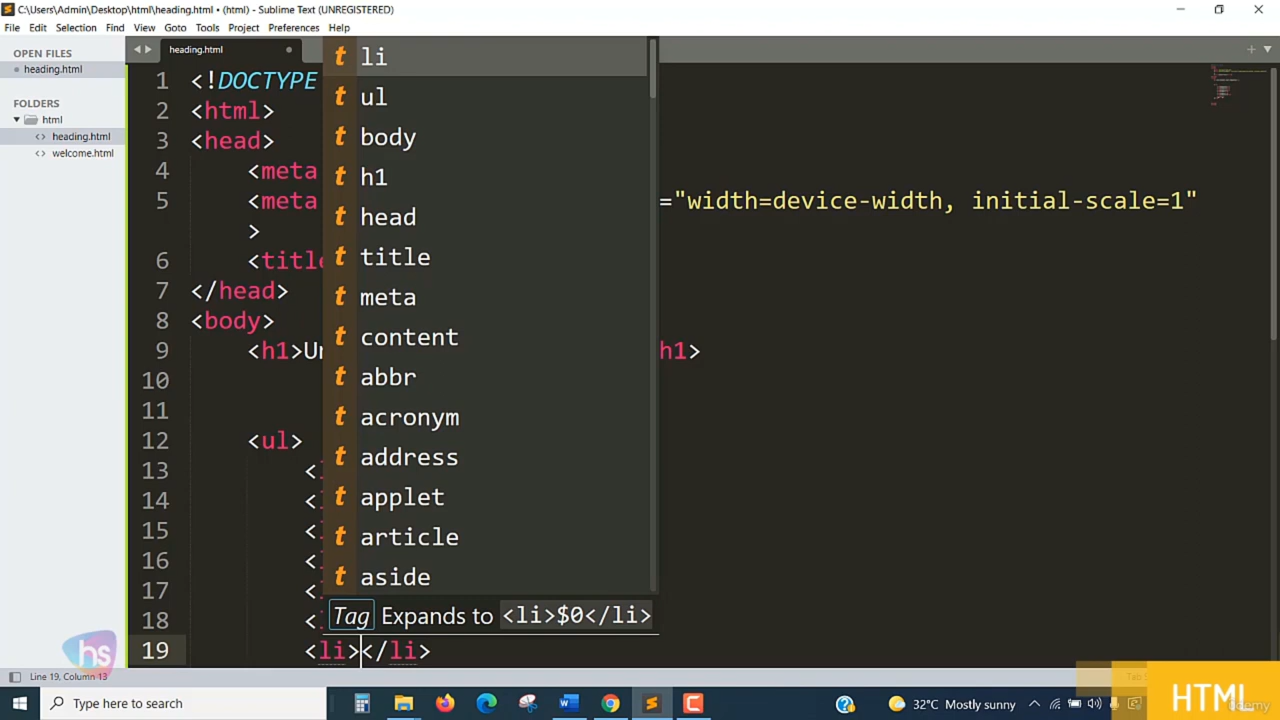 C:\Users\Admin\Desktop\html\heading.html • (html) - Sublime Text (UNREGISTERED)
File Edit Selection Find View Goto Tools Project Preferences Help
OPEN FILES
heading.html
FOLDERS
html
heading.html
welcome.html
heading.html
1 <!DOCTYPE
2 <html>
3 <head>
4 <meta
5 <meta ="width=device-width, initial-scale=1"
>
6 <title
7 </head>
8 <body>
9 <h1>Un h1>
10
11
12 <ul>
13 <l
14 <l
15 <l
16 <l
17 <l
18 <l
19 <li></li>
li
ul
body
h1
head
title
meta
content
abbr
acronym
address
applet
article
aside
Tag Expands to <li>$0</li>
hs
Line 19, Column 13
Type here to search
32°C Mostly sunny
HTML
Udemy